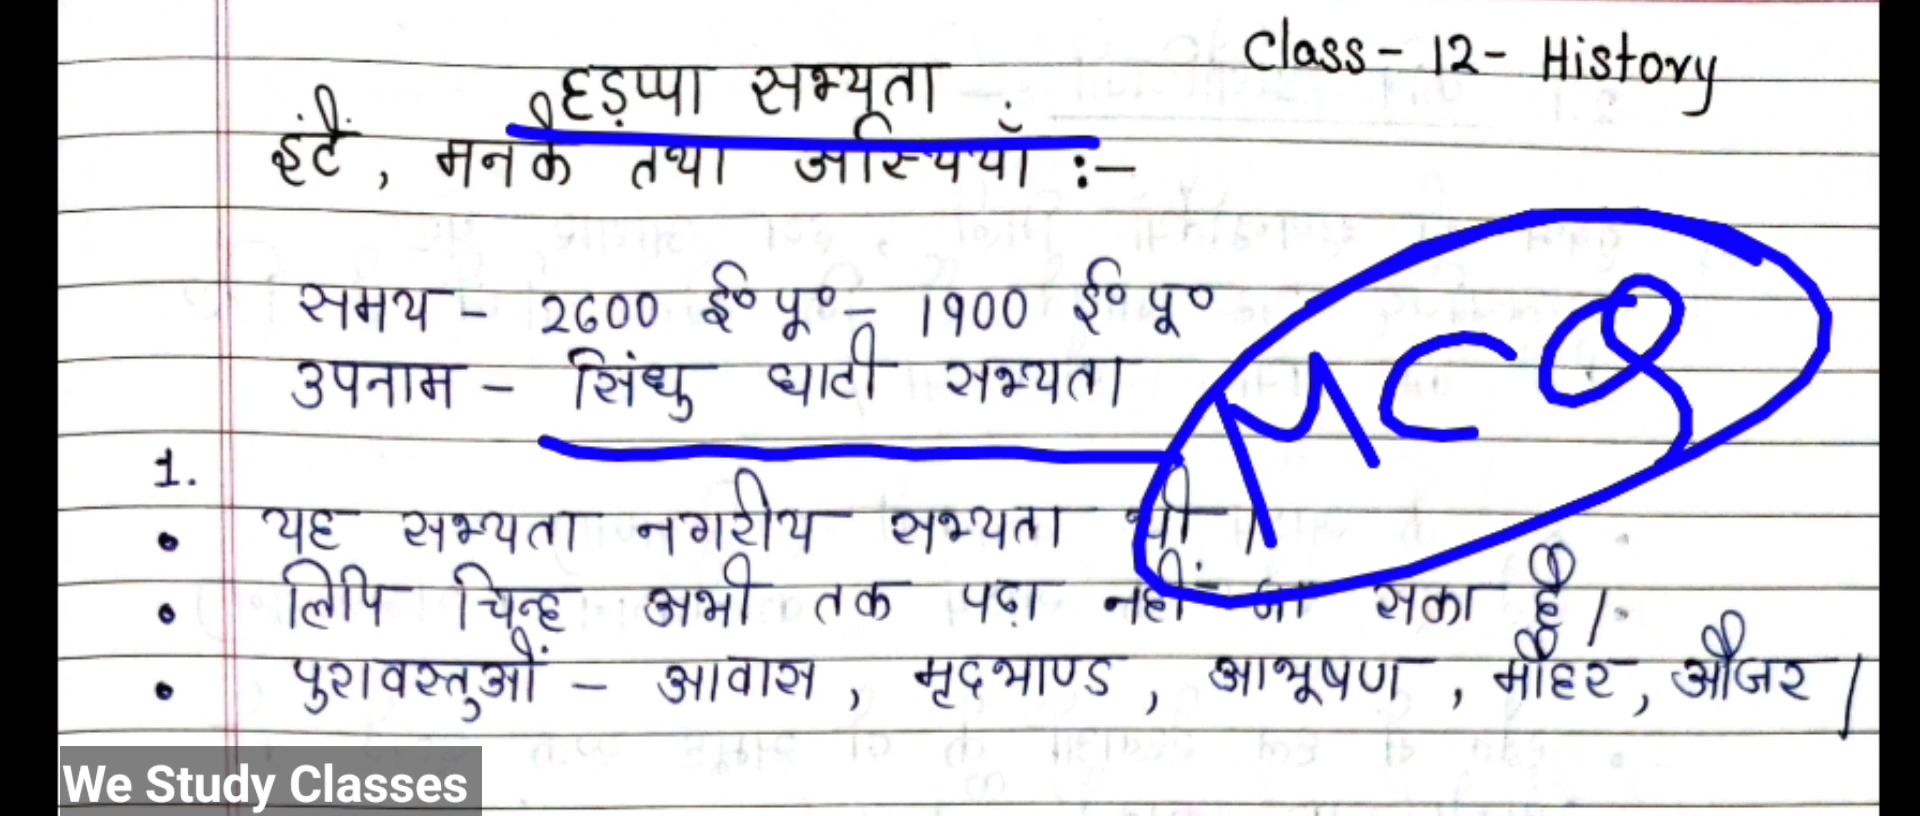 Class - 12 - History
हड़प्पा सभ्यता
इंटें, मनके तथा अस्थियाँ :-
समय - 2600 ई० पू० - 1900 ई० पू०
उपनाम - सिंधु घाटी सभ्यता
MCQ
1.
• यह सभ्यता नगरीय सभ्यता थी।
• लिपि चिन्ह अभी तक पढ़ा नहीं जा सका है।
• पुरावस्तुओं - आवास, मृदभाण्ड, आभूषण, मोहर, औजर।
We Study Classes